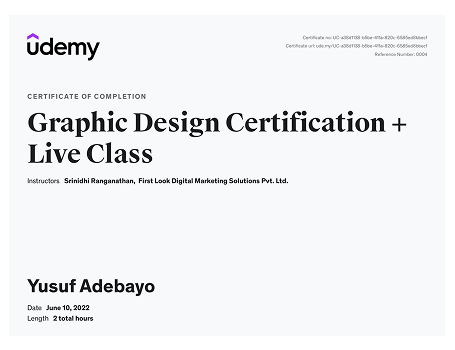 udemy
Certificate no: UC-a38d1138-b5be-4f1a-820c-6585ed8bbecf
Certificate url: ude.my/UC-a38d1138-b5be-4f1a-820c-6585ed8bbecf
Reference Number: 0004
CERTIFICATE OF COMPLETION
Graphic Design Certification +
Live Class
Instructors Srinidhi Ranganathan, First Look Digital Marketing Solutions Pvt. Ltd.
Yusuf Adebayo
Date June 10, 2022
Length 2 total hours